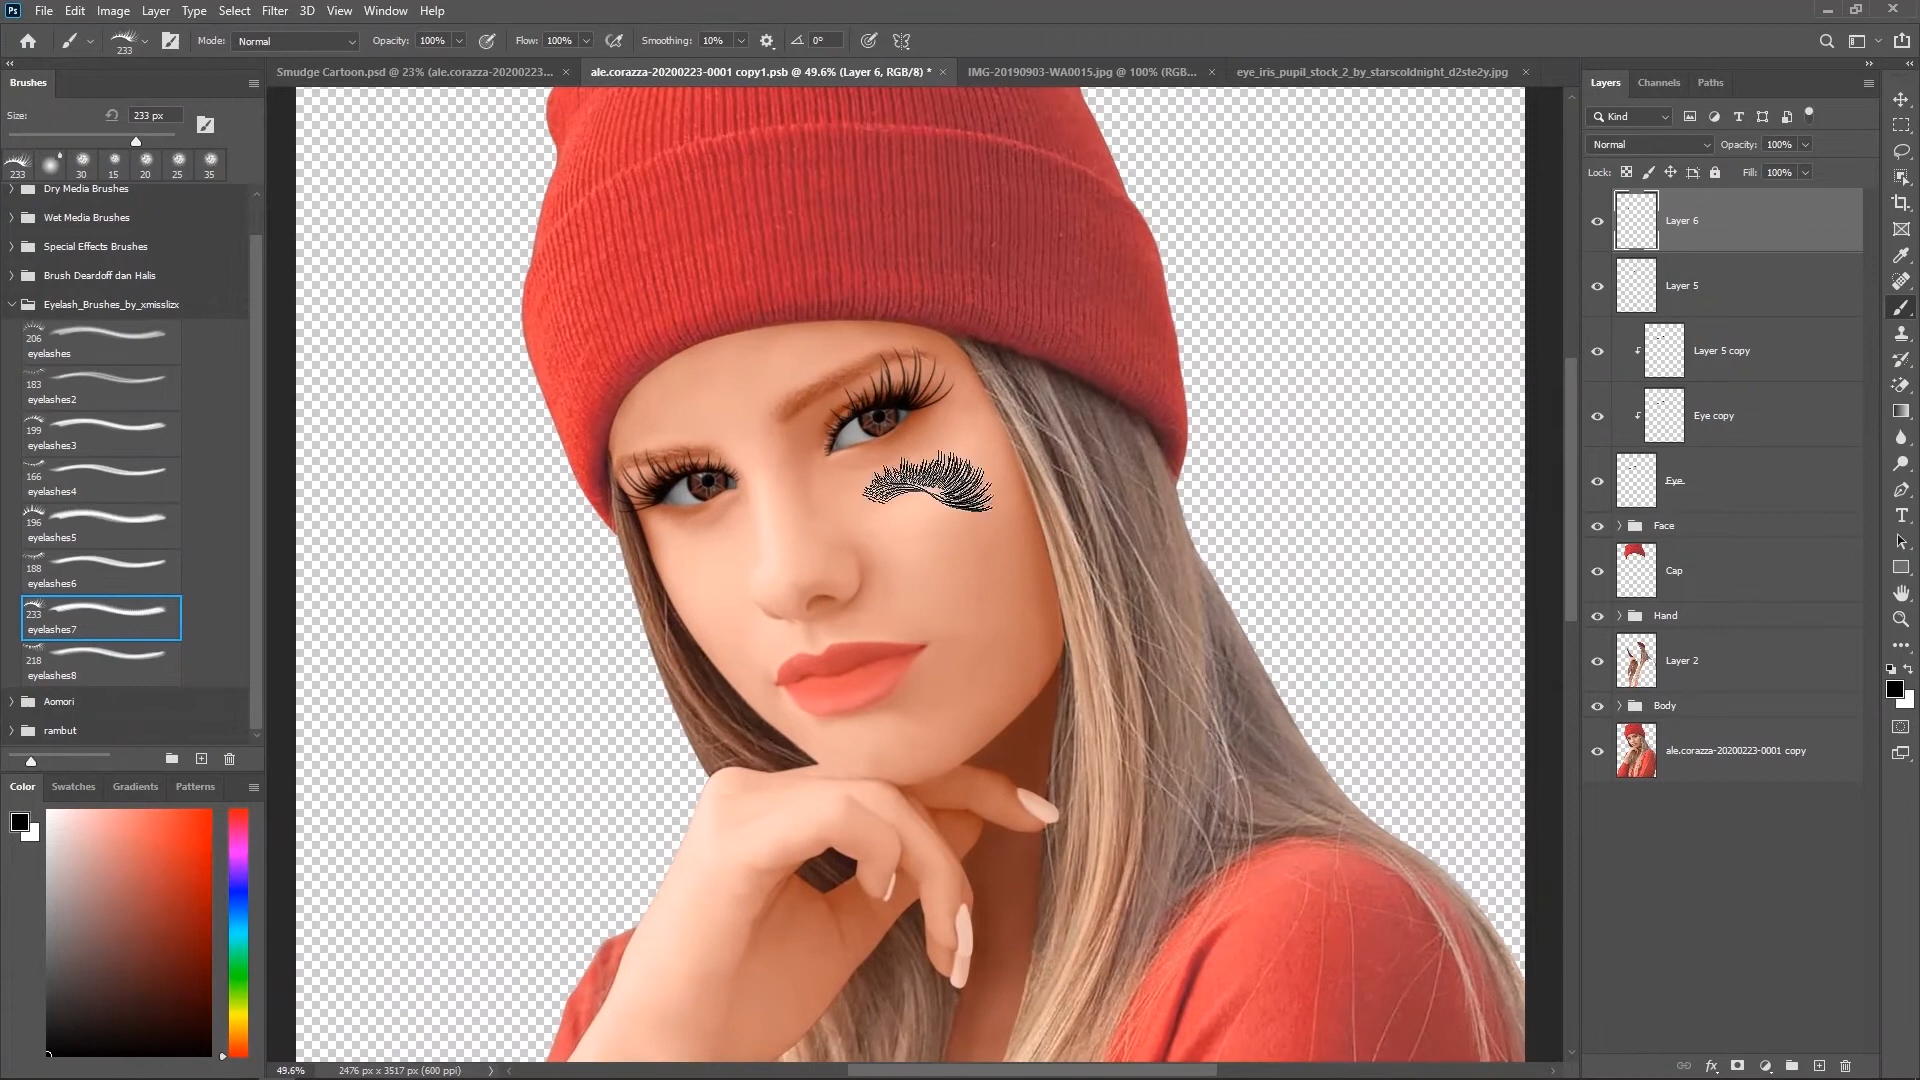 Ps File Edit Image Layer Type Select Filter 3D View Window Help
233 Mode: Normal Opacity: 100% Flow: 100% Smoothing: 10% 0°
Brushes
Size: 233 px
233 30 15 20 25 35
Dry Media Brushes
Wet Media Brushes
Special Effects Brushes
Brush Deardoff dan Halis
Eyelash_Brushes_by_xmisslizx
206
eyelashes
183
eyelashes2
199
eyelashes3
166
eyelashes4
196
eyelashes5
188
eyelashes6
233
eyelashes7
218
eyelashes8
Aomori
rambut
Color Swatches Gradients Patterns
Smudge Cartoon.psd @ 23% (ale.corazza-20200223... ×
ale.corazza-20200223-0001 copy1.psb @ 49.6% (Layer 6, RGB/8) * ×
IMG-20190903-WA0015.jpg @ 100% (RGB... ×
eye_iris_pupil_stock_2_by_starscoldnight_d2ste2y.jpg ×
49.6% 2476 px x 3517 px (600 ppi)
Layers Channels Paths
Kind
Normal Opacity: 100%
Lock: Fill: 100%
Layer 6
Layer 5
Layer 5 copy
Eye copy
Eye
Face
Cap
Hand
Layer 2
Body
ale.corazza-20200223-0001 copy
fx